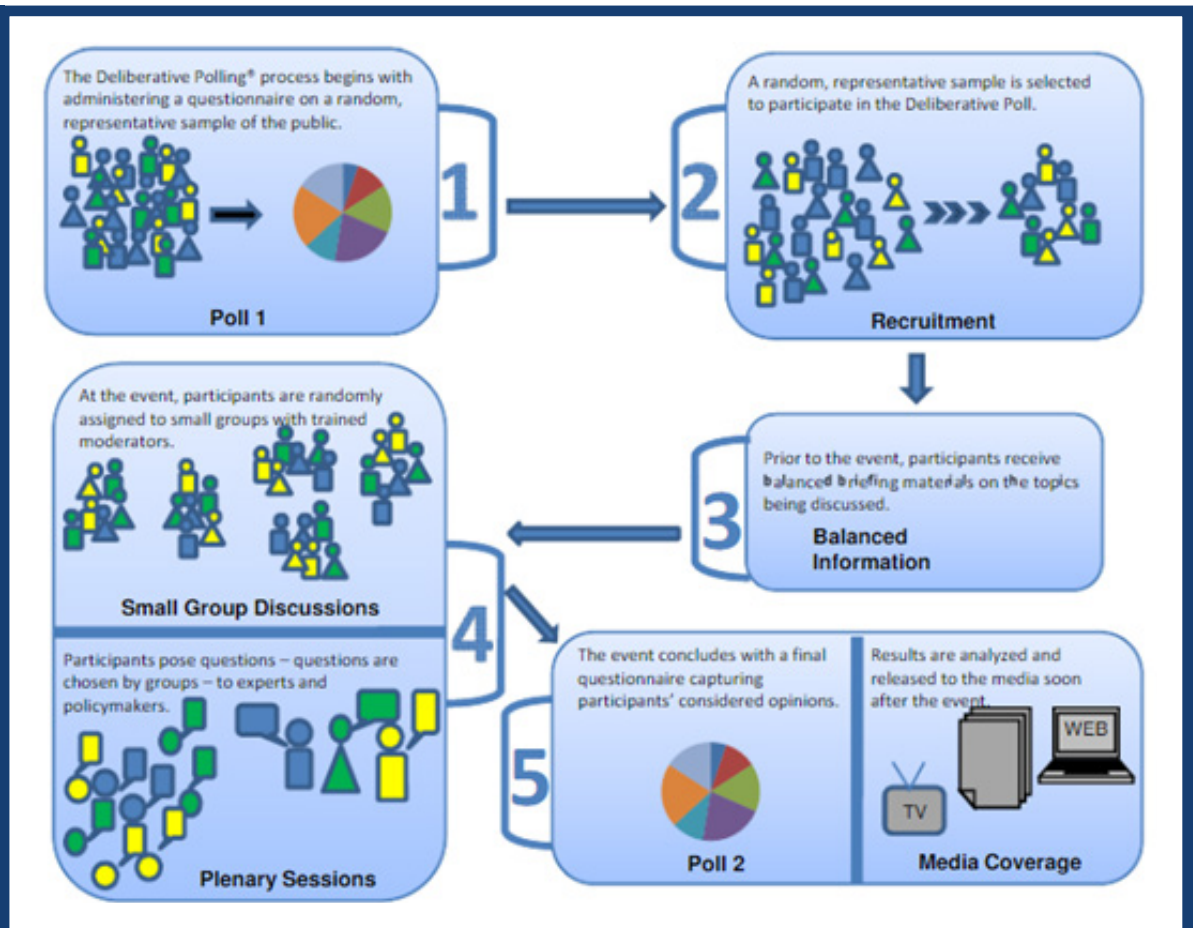 The Deliberative Polling® process begins with
administering a questionnaire on a random,
representative sample of the public.
1
Poll 1
A random, representative sample is selected
to participate in the Deliberative Poll.
2
Recruitment
Prior to the event, participants receive
balanced briefing materials on the topics
being discussed.
3
Balanced
Information
At the event, participants are randomly
assigned to small groups with trained
moderators.
Small Group Discussions
4
Participants pose questions – questions are
chosen by groups – to experts and
policymakers.
Plenary Sessions
5
The event concludes with a final
questionnaire capturing
participants' considered opinions.
Poll 2
Results are analyzed and
released to the media soon
after the event.
WEB
TV
Media Coverage